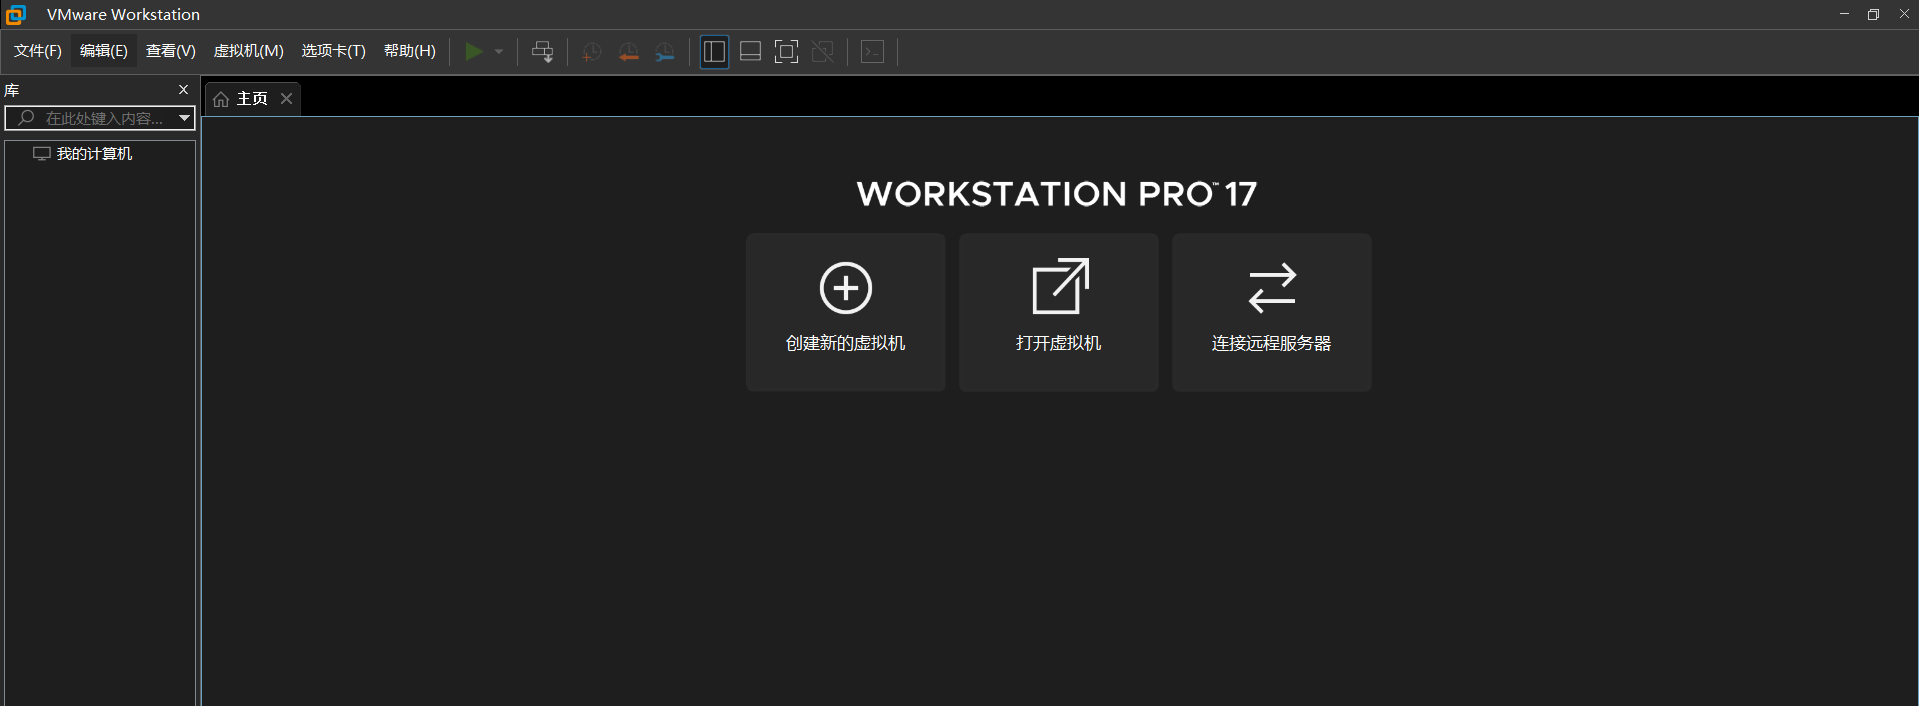 VMware Workstation
文件(F) 编辑(E) 查看(V) 虚拟机(M) 选项卡(T) 帮助(H)
库
主页
在此处键入内容...
我的计算机
WORKSTATION PRO™ 17
创建新的虚拟机 打开虚拟机 连接远程服务器